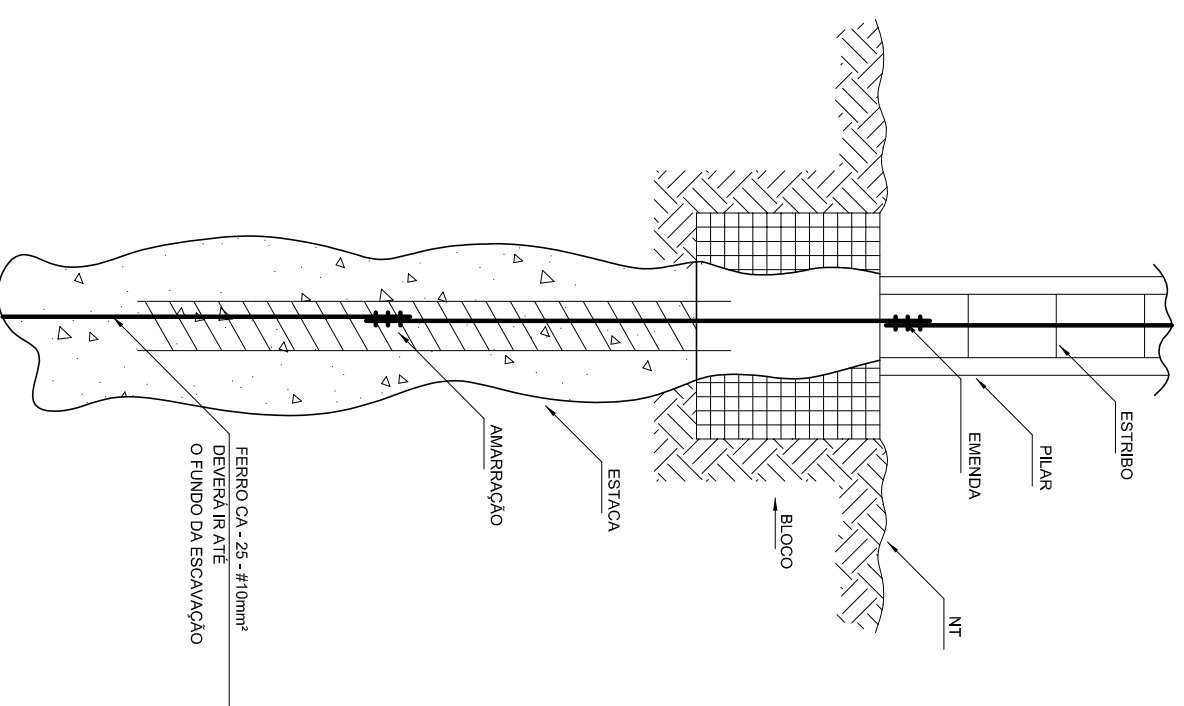 ESTRIBO
PILAR
EMENDA
NT
BLOCO
ESTACA
AMARRAÇÃO
FERRO CA - 25 - #10mm²
DEVERÁ IR ATÉ
O FUNDO DA ESCAVAÇÃO